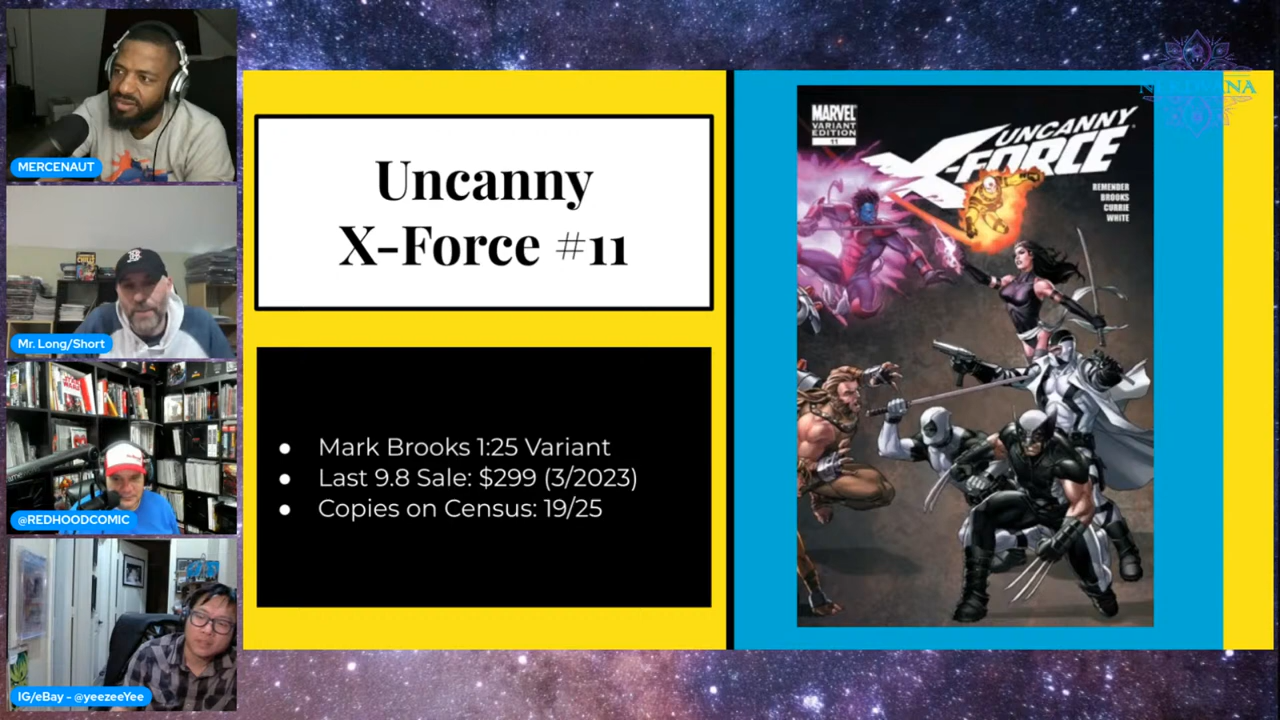 MERCENAUT
Mr. Long/Short
@REDHOODCOMIC
IG/eBay - @yeezeeYee
Uncanny
X-Force #11
● Mark Brooks 1:25 Variant
● Last 9.8 Sale: $299 (3/2023)
● Copies on Census: 19/25
MARVEL
VARIANT
EDITION
11
UNCANNY
X-FORCE
REMENDER
BROOKS
CURRIE
WHITE